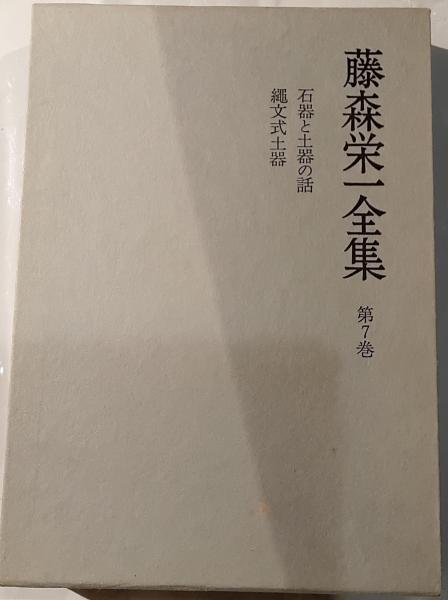 藤森栄一全集 第7巻
石器と土器の話
繩文式土器